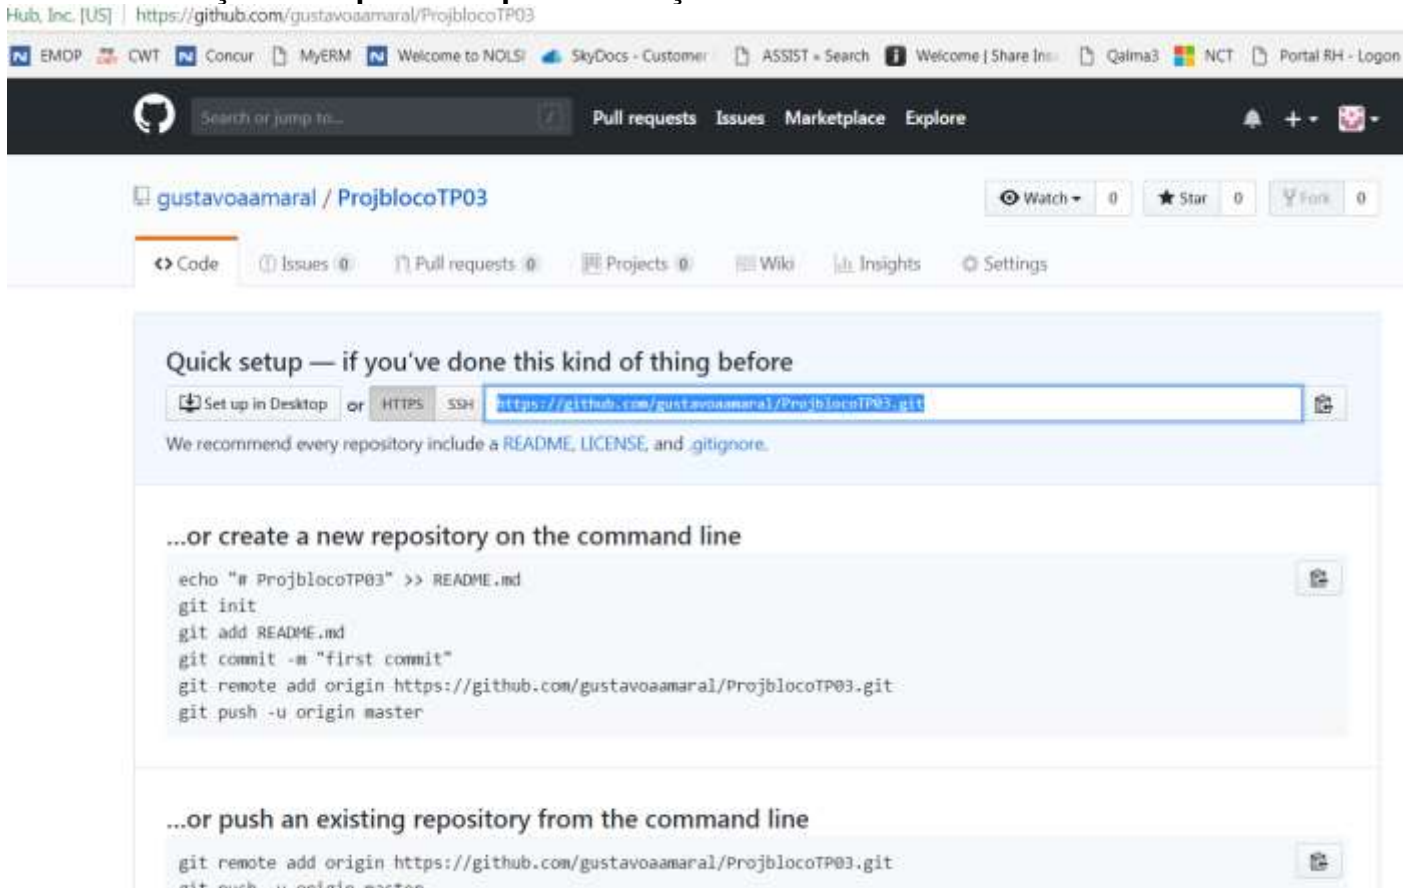 Hub, Inc. [US] https://github.com/gustavoaamaral/ProjblocoTP03
EMOP CWT Concur MyERM Welcome to NOLS! SkyDocs - Customer ASSIST » Search Welcome | Share Ins Qalma3 NCT Portal RH - Logon
Search or jump to... / Pull requests Issues Marketplace Explore
gustavoaamaral / ProjblocoTP03 Watch 0 Star 0 Fork 0
Code Issues 0 Pull requests 0 Projects 0 Wiki Insights Settings
Quick setup — if you've done this kind of thing before
Set up in Desktop or HTTPS SSH https://github.com/gustavoaamaral/ProjblocoTP03.git
We recommend every repository include a README, LICENSE, and .gitignore.
...or create a new repository on the command line
echo "# ProjblocoTP03" >> README.md
git init
git add README.md
git commit -m "first commit"
git remote add origin https://github.com/gustavoaamaral/ProjblocoTP03.git
git push -u origin master
...or push an existing repository from the command line
git remote add origin https://github.com/gustavoaamaral/ProjblocoTP03.git
git push -u origin master